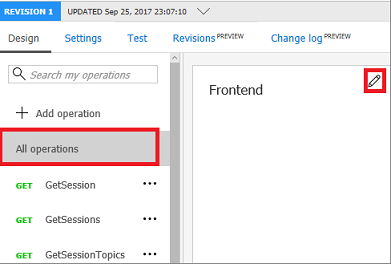 REVISION 1 UPDATED Sep 25, 2017 23:07:10
Design Settings Test Revisions PREVIEW Change log PREVIEW
Search my operations
Frontend
+ Add operation
All operations
GET GetSession •••
GET GetSessions •••
GET GetSessionTopics •••